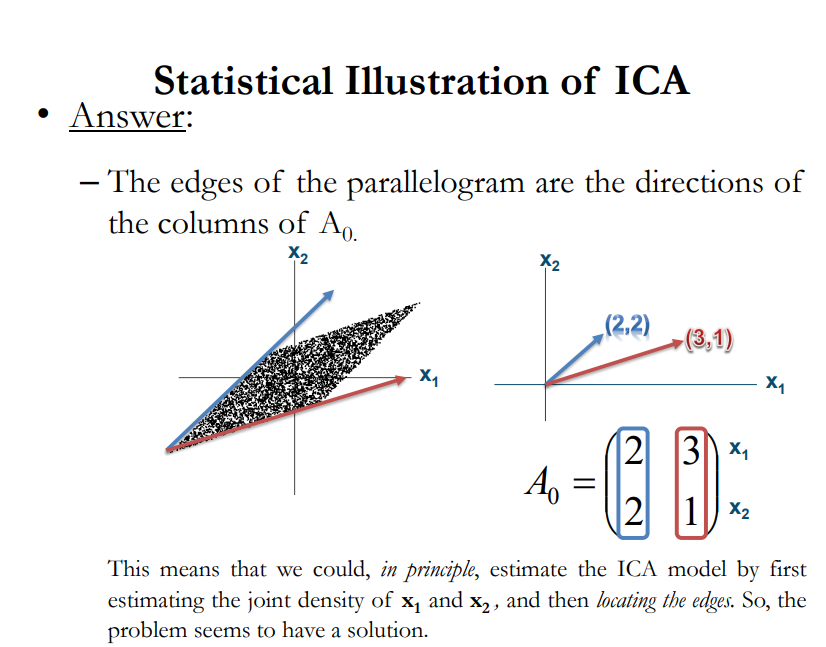 Statistical Illustration of ICA
• Answer:
– The edges of the parallelogram are the directions of
the columns of A0.
x2
x1
x2
(2,2)
(3,1)
x1
A0 = (2 3
2 1)
x1
x2
This means that we could, in principle, estimate the ICA model by first
estimating the joint density of x1 and x2 , and then locating the edges. So, the
problem seems to have a solution.